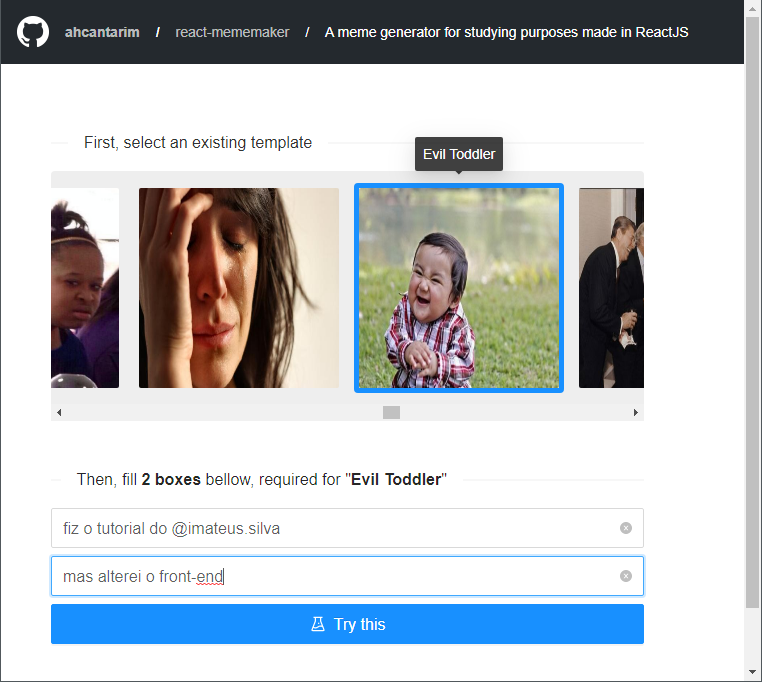 ahcantarim / react-mememaker / A meme generator for studying purposes made in ReactJS
First, select an existing template
Evil Toddler
Then, fill 2 boxes bellow, required for "Evil Toddler"
fiz o tutorial do @imateus.silva
mas alterei o front-end
Try this